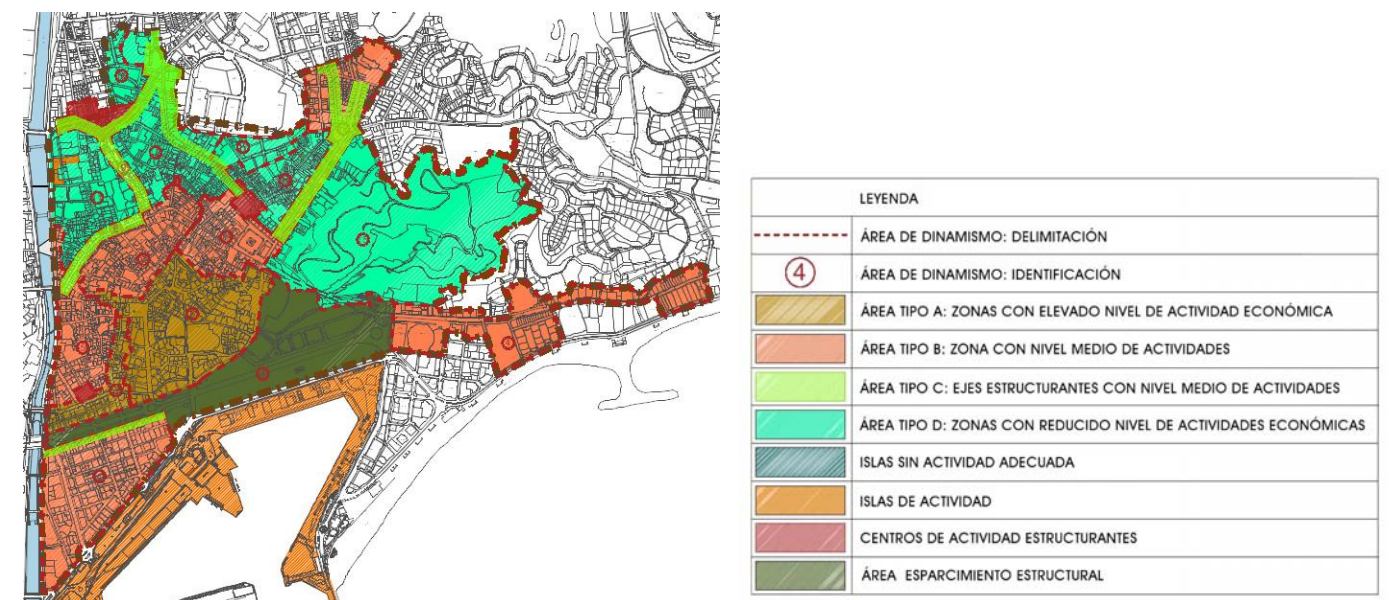 LEYENDA
ÁREA DE DINAMISMO: DELIMITACIÓN
4 ÁREA DE DINAMISMO: IDENTIFICACIÓN
ÁREA TIPO A: ZONAS CON ELEVADO NIVEL DE ACTIVIDAD ECONÓMICA
ÁREA TIPO B: ZONA CON NIVEL MEDIO DE ACTIVIDADES
ÁREA TIPO C: EJES ESTRUCTURANTES CON NIVEL MEDIO DE ACTIVIDADES
ÁREA TIPO D: ZONAS CON REDUCIDO NIVEL DE ACTIVIDADES ECONÓMICAS
ISLAS SIN ACTIVIDAD ADECUADA
ISLAS DE ACTIVIDAD
CENTROS DE ACTIVIDAD ESTRUCTURANTES
ÁREA ESPARCIMIENTO ESTRUCTURAL